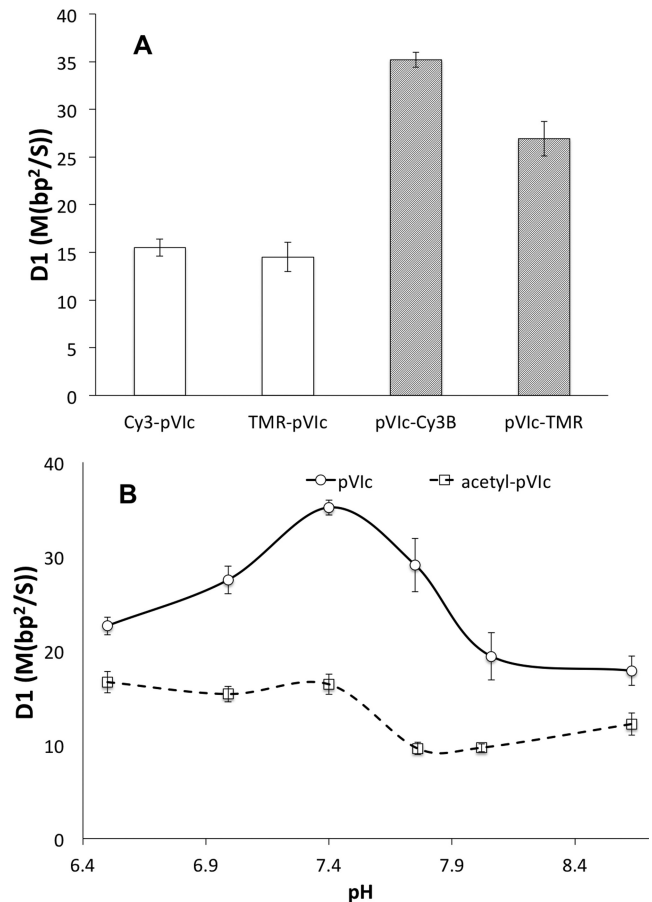 A
D1 (M(bp²/S))
40
35
30
25
20
15
10
5
0
Cy3-pVIc TMR-pVIc pVIc-Cy3B pVIc-TMR
B
pVIc acetyl-pVIc
D1 (M(bp²/S))
40
30
20
10
0
6.4 6.9 7.4 7.9 8.4
pH